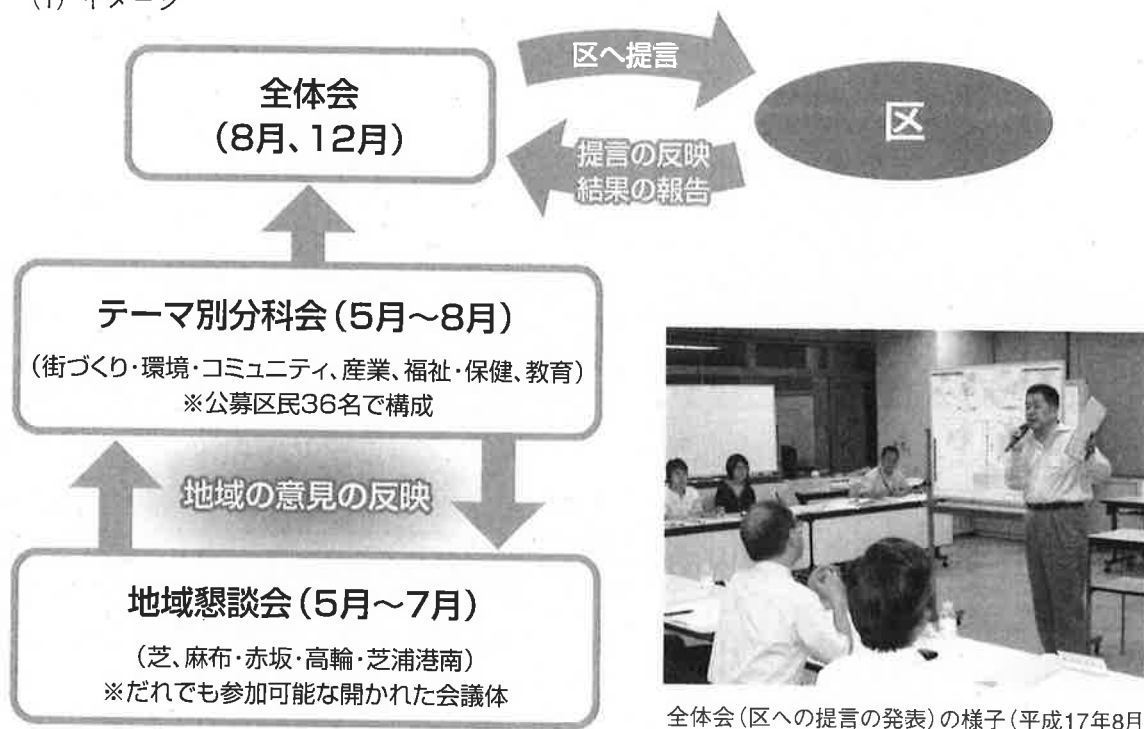 (1) イメージ
全体会
(8月、12月)
区へ提言
区
提言の反映
結果の報告
テーマ別分科会(5月〜8月)
(街づくり・環境・コミュニティ、産業、福祉・保健、教育)
※公募区民36名で構成
地域の意見の反映
地域懇談会(5月〜7月)
(芝、麻布・赤坂・高輪・芝浦港南)
※だれでも参加可能な開かれた会議体
全体会(区への提言の発表)の様子(平成17年8月